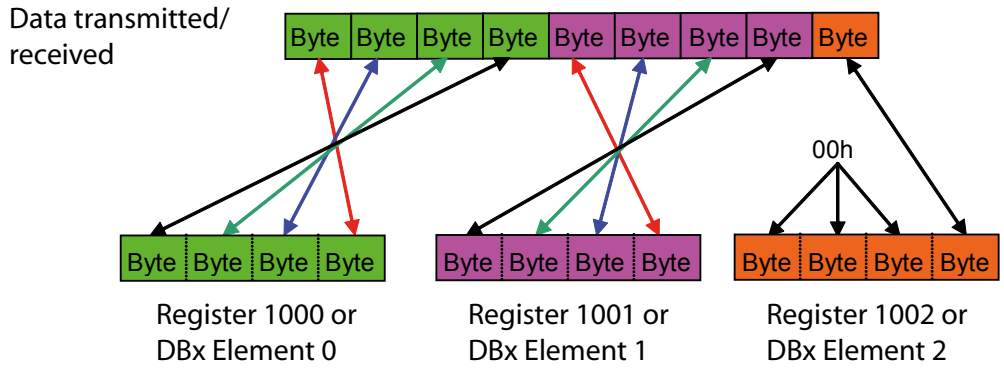 Data transmitted/
received
Byte Byte Byte Byte Byte Byte Byte Byte Byte
00h
Byte Byte Byte Byte Byte Byte Byte Byte Byte Byte Byte Byte
Register 1000 or
DBx Element 0
Register 1001 or
DBx Element 1
Register 1002 or
DBx Element 2